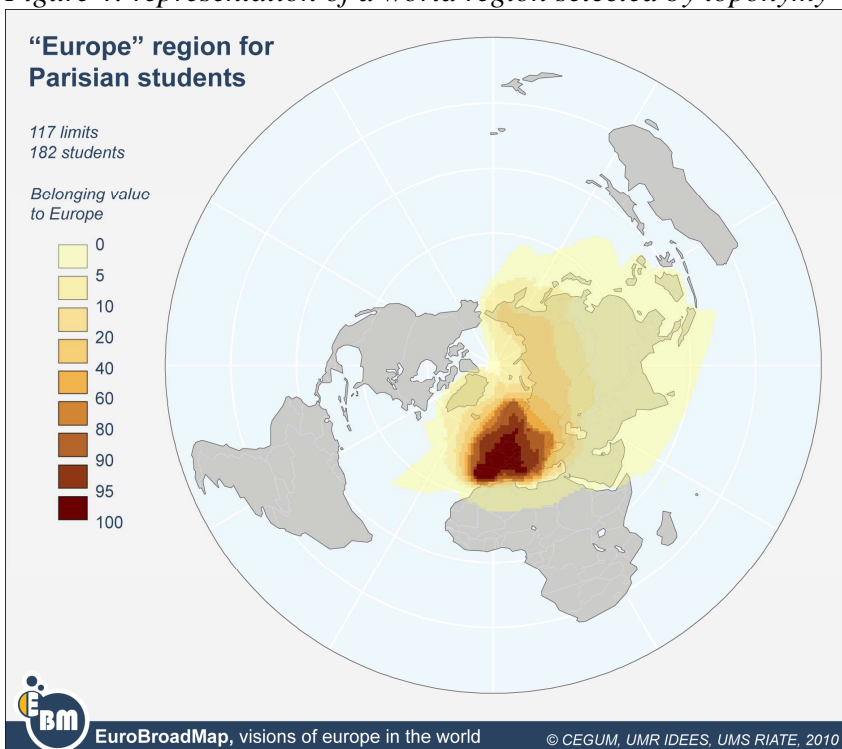 Figure 4: representation of a world region selected by toponymy
“Europe” region for
Parisian students
117 limits
182 students
Belonging value
to Europe
0
5
10
20
40
60
80
90
95
100
EBM
EuroBroadMap, visions of europe in the world
© CEGUM, UMR IDEES, UMS RIATE, 2010